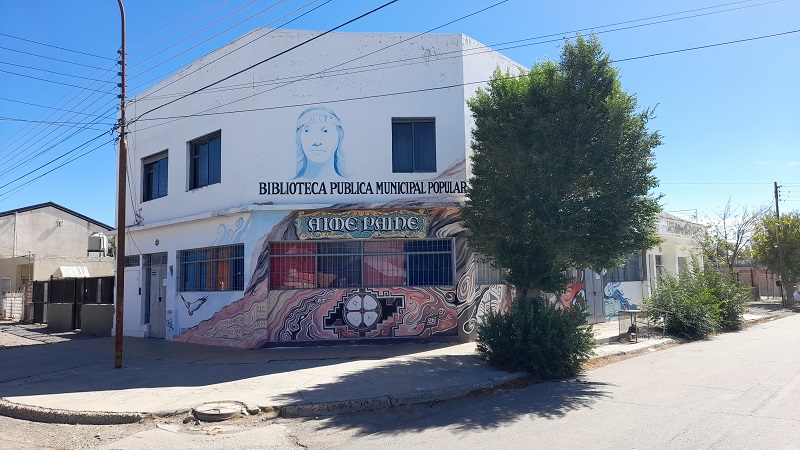 BIBLIOTECA PUBLICA MUNICIPAL POPULAR
AIME PAINE